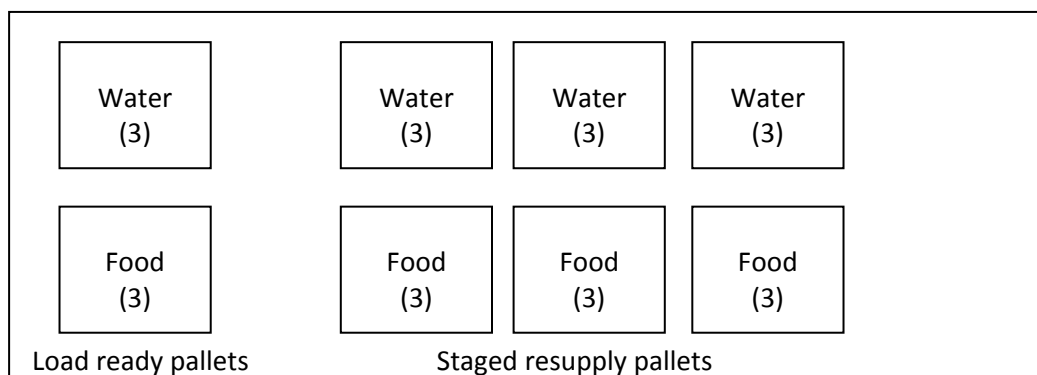 Water Water Water Water
(3) (3) (3) (3)
Food Food Food Food
(3) (3) (3) (3)
Load ready pallets Staged resupply pallets